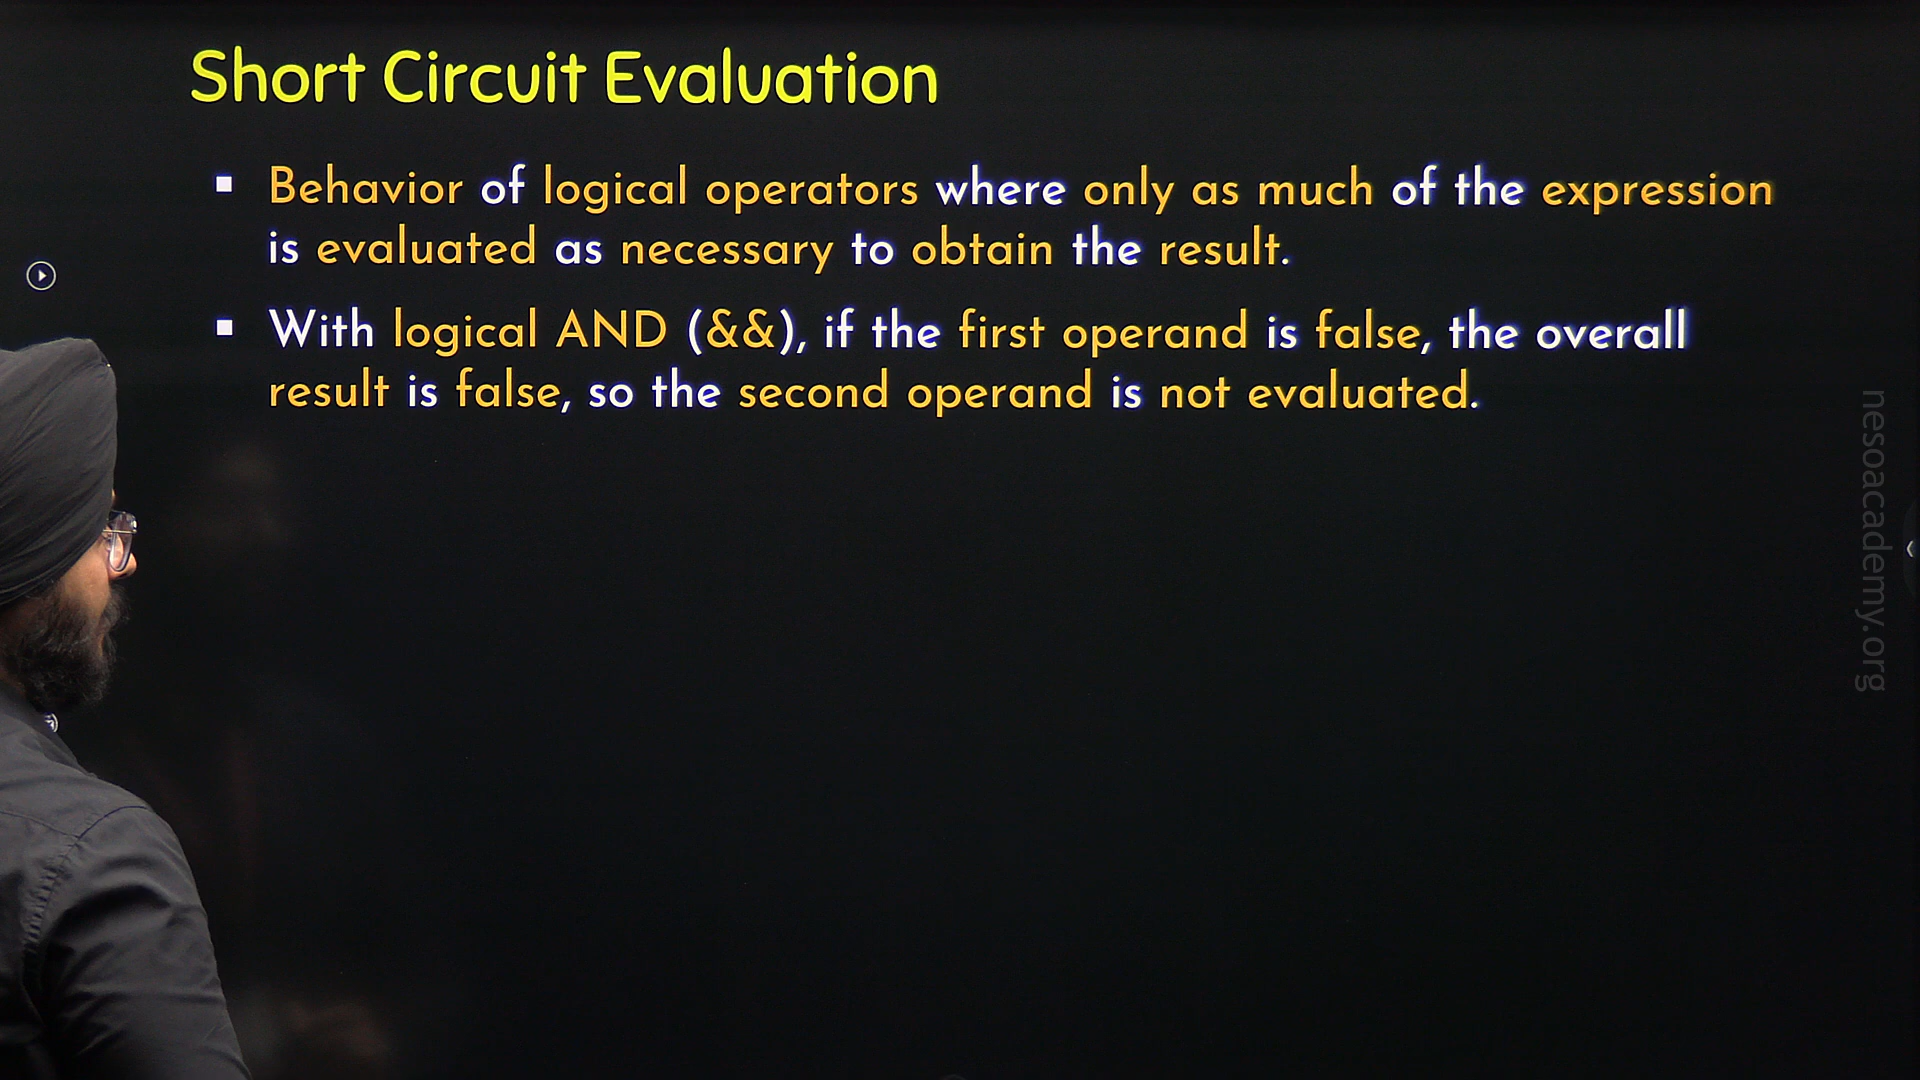 Short Circuit Evaluation
▪ Behavior of logical operators where only as much of the expression
is evaluated as necessary to obtain the result.
▪ With logical AND (&&), if the first operand is false, the overall
result is false, so the second operand is not evaluated.
nesoacademy.org